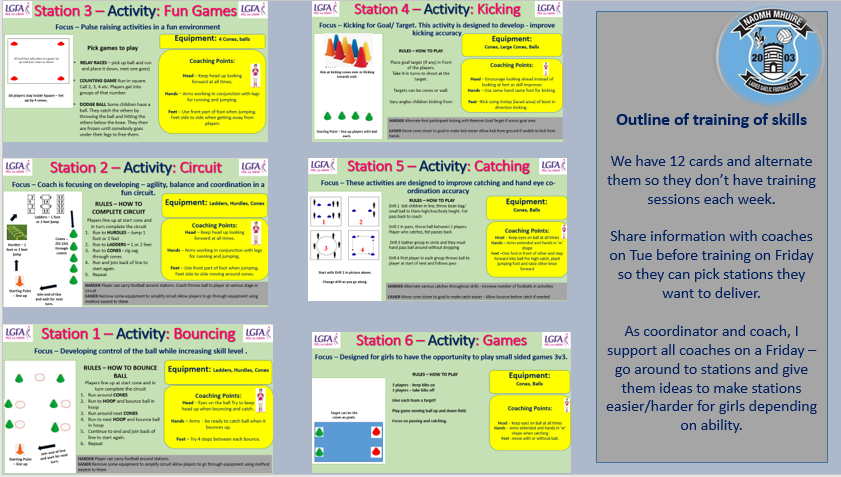 LGFA
Station 3 – Activity: Fun Games
LGFA
Focus – Pulse raising activities in a fun environment
Equipment: 4 Cones, balls
Pick games to play
RELAY RACES – pick up ball and run
and place it down, next one goes)
COUNTING GAME Run in square.
Call 2, 3, 4 etc. Players get into
groups of that number.
DODGE BALL Some children have a
ball. They catch the others by
throwing the ball and hitting the
others below the knee. They then
are frozen until somebody goes
under their legs to free them.
All players stay inside Square – Set
up by 4 cones.
Coaching Points:
Head – Keep head up looking
forward at all times.
Hands – Arms working in conjunction with legs
for running and jumping.
Feet – Use front part of foot when jumping.
Feet side to side when getting away from
players
LGFA
Station 4 – Activity: Kicking
LGFA
Focus – Kicking for Goal/ Target. This activity is designed to develop - improve
kicking accuracy
Equipment:
Cones, Large Cones, Balls
Aim at kicking cones over or Kicking
towards wall.
RULES – HOW TO PLAY
Place goal target (if any) in front
of the players.
Take it in turns to shoot at the
target.
Targets can be cones or wall.
Vary angles children kicking from
Starting Point – Line up players with ball
each.
Coaching Points:
Head – Encourage looking ahead instead of
looking at feet as skill improves.
Hands – Use same hand same foot for kicking
Feet –Kick using instep (laced area) of boot in
direction kicking.
HARDER Alternate foot participant kicking with Remove Goal Target if across goal area
EASIER Move cone closer to goal to make kick easier Allow kick from ground if unable to kick from
hands
LGFA
Station 2 – Activity: Circuit
LGFA
Focus – Coach is focusing on developing – agility, balance and coordination in a
fun circuit.
Equipment: Ladders, Hurdles, Cones
Ladders – 1 foot
or 2 feet jump
Hurdles – 1
foot or 2 feet
jump
Cones –
Zig Zag
through
cones
Starting Point
– line up
Join end of line
and wait for next
turn.
RULES – HOW TO
COMPLETE CIRCUIT
Players line up at start cone and
in turn complete the circuit
1. Run to HURDLES – Jump 1
foot or 2 feet
2. Run to LADDERS – 1 or 2 feet
3. Run to CONES - zig zag
through cones
4. Run and join back of line to
start again.
5. Repeat
Coaching Points:
Head – Keep head up looking
forward at all times.
Hands – Arms working in conjunction with legs
for running and jumping.
Feet – Use front part of foot when jumping.
Feet side to side moving around cones.
HARDER Player can carry football around stations. Coach throws ball to player at various stage in
circuit
EASIER Remove some equipment to simplify circuit Allow players to go through equipment using
method easiest to them
LGFA
Station 5 – Activity: Catching
LGFA
Focus – These activities are designed to improve catching and hand eye co-
ordination accuracy
Equipment:
Cones, Balls
1
2
3
4
Start with Drill 1 in picture above.
Change drill as you go along.
RULES – HOW TO PLAY
Drill 1 Get children in line, throw bean bag/
small ball to them high/low/body height. Fist
pass back to coach
Drill 2 In pairs, throw ball between 2 players.
Player who catches, fist passes back
Drill 3 Gather group in circle and they must
hand pass ball around without dropping
Drill 4 First player in each group throws ball to
player at start of next and follows pass
Coaching Points:
Head – Keep eyes on ball at all times
Hands – Arms extended and hands in 'w' shape
when catching
HARDER Alternate various catches throughout drills - Increase number of footballs in activities
EASIER Move cone closer to make catch easier - Allow bounce before catch if needed
LGFA
Station 1 – Activity: Bouncing
LGFA
Focus – Developing control of the ball while increasing skill level .
Equipment: Ladders, Hurdles, Cones
RULES – HOW TO BOUNCE
BALL
Players line up at start cone and in
turn complete the circuit
1. Run around CONES
2. Run to HOOP and bounce ball in
hoop
3. Run around next CONES
4. Run to next HOOP and bounce ball
in hoop.
5. Continue to end and join back of
line to start again.
6. Repeat
Starting Point
– line up
Join end of line
and wait for next
turn.
Coaching Points:
Head – Eyes on the ball Try to keep
head up when bouncing and catch.
Hands – Arms - be ready to catch ball when it
bounces up.
Feet – Try 4 steps between each bounce.
HARDER Player can carry football around stations.
EASIER Remove some equipment to simplify circuit Allow players to go through equipment using method
easiest to them.
LGFA
Station 6 – Activity: Games
LGFA
Focus – Designed for girls to have the opportunity to play small sided games 3v3.
Equipment:
Cones, Balls
Target can be the
cones as goals.
RULES – HOW TO PLAY
3 players – keep bibs on
3 players – take bibs off
Give each team a target!
Play game moving ball up and down field.
Focus on passing and catching.
Coaching Points:
Head – Keep eyes on ball at all times
Hands – Arms extended and hands in 'w'
shape when catching
Feet - move with or without ball.
NAOMH MHUIRE
20 03
LADIES GAELIC FOOTBALL CLUB
Outline of training of skills
We have 12 cards and alternate
them so they don't have training
sessions each week.
Share information with coaches
on Tue before training on Friday
so they can pick stations they
want to deliver.
As coordinator and coach, I
support all coaches on a Friday –
go around to stations and give
them ideas to make stations
easier/harder for girls depending
on ability.